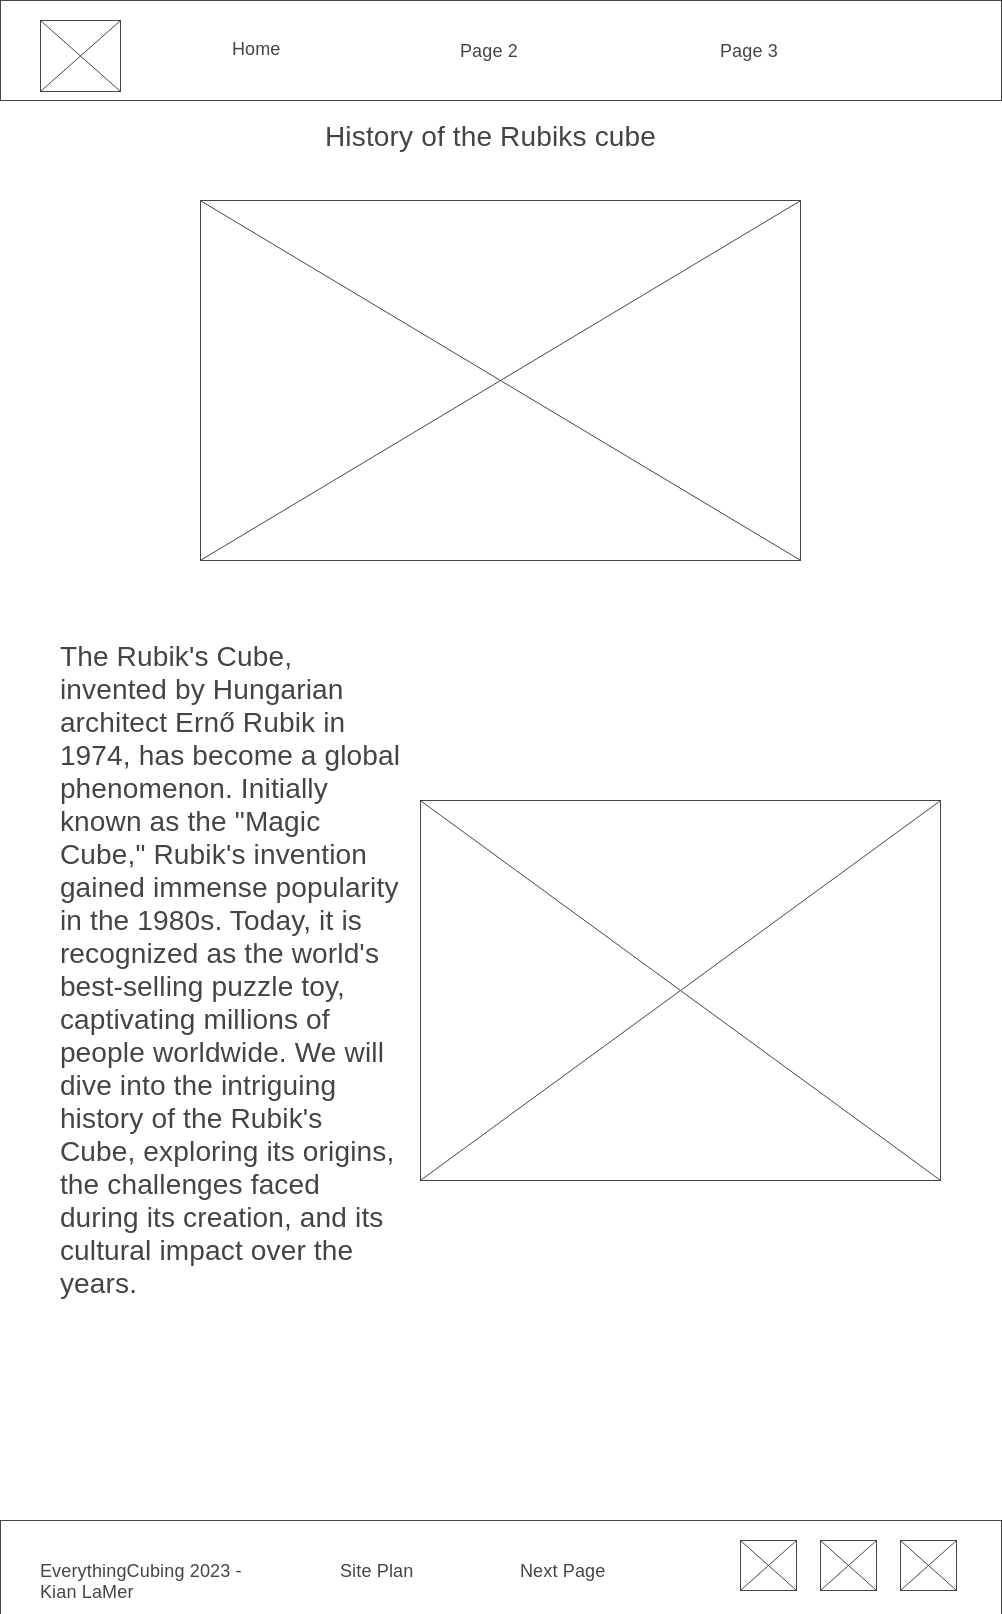 Home
Page 2
Page 3
History of the Rubiks cube
The Rubik's Cube,
invented by Hungarian
architect Ernő Rubik in
1974, has become a global
phenomenon. Initially
known as the "Magic
Cube," Rubik's invention
gained immense popularity
in the 1980s. Today, it is
recognized as the world's
best-selling puzzle toy,
captivating millions of
people worldwide. We will
dive into the intriguing
history of the Rubik's
Cube, exploring its origins,
the challenges faced
during its creation, and its
cultural impact over the
years.
EverythingCubing 2023 -
Kian LaMer
Site Plan
Next Page